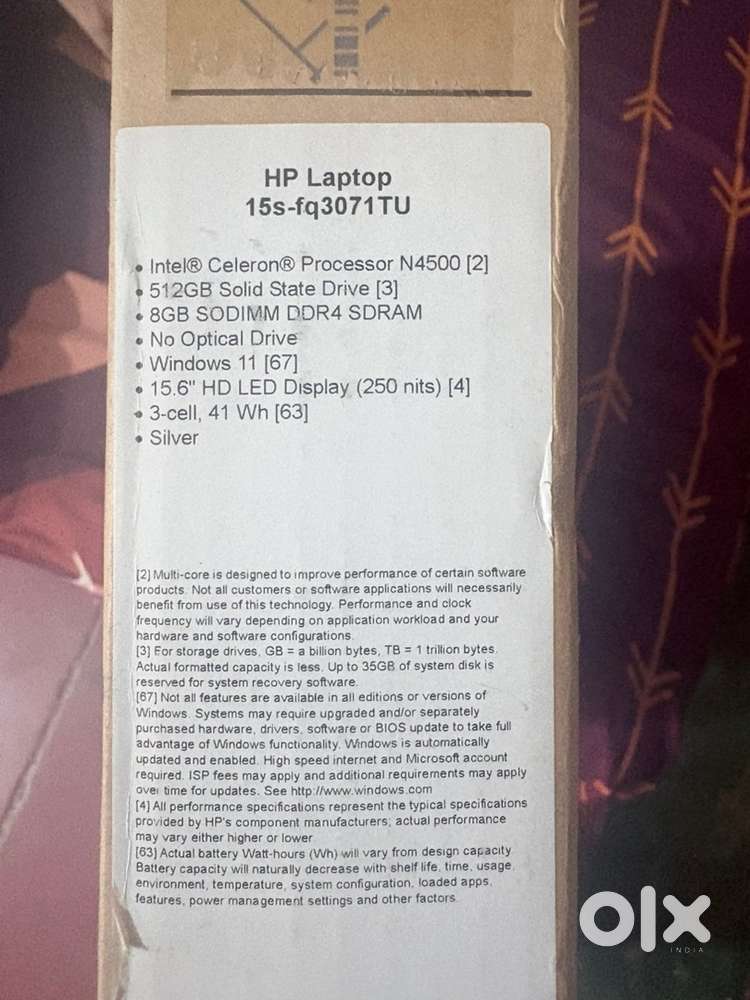 HP Laptop
15s-fq3071TU
• Intel® Celeron® Processor N4500 [2]
• 512GB Solid State Drive [3]
• 8GB SODIMM DDR4 SDRAM
• No Optical Drive
• Windows 11 [67]
• 15.6" HD LED Display (250 nits) [4]
• 3-cell, 41 Wh [63]
• Silver
[2] Multi-core is designed to improve performance of certain software
products. Not all customers or software applications will necessarily
benefit from use of this technology. Performance and clock
frequency will vary depending on application workload and your
hardware and software configurations.
[3] For storage drives, GB = a billion bytes, TB = 1 trillion bytes.
Actual formatted capacity is less. Up to 35GB of system disk is
reserved for system recovery software.
[67] Not all features are available in all editions or versions of
Windows. Systems may require upgraded and/or separately
purchased hardware, drivers, software or BIOS update to take full
advantage of Windows functionality. Windows is automatically
updated and enabled. High speed internet and Microsoft account
required. ISP fees may apply and additional requirements may apply
over time for updates. See http://www.windows.com
[4] All performance specifications represent the typical specifications
provided by HP's component manufacturers; actual performance
may vary either higher or lower.
[63] Actual battery Watt-hours (Wh) will vary from design capacity.
Battery capacity will naturally decrease with shelf life, time, usage,
environment, temperature, system configuration, loaded apps,
features, power management settings and other factors.
olx
INDIA